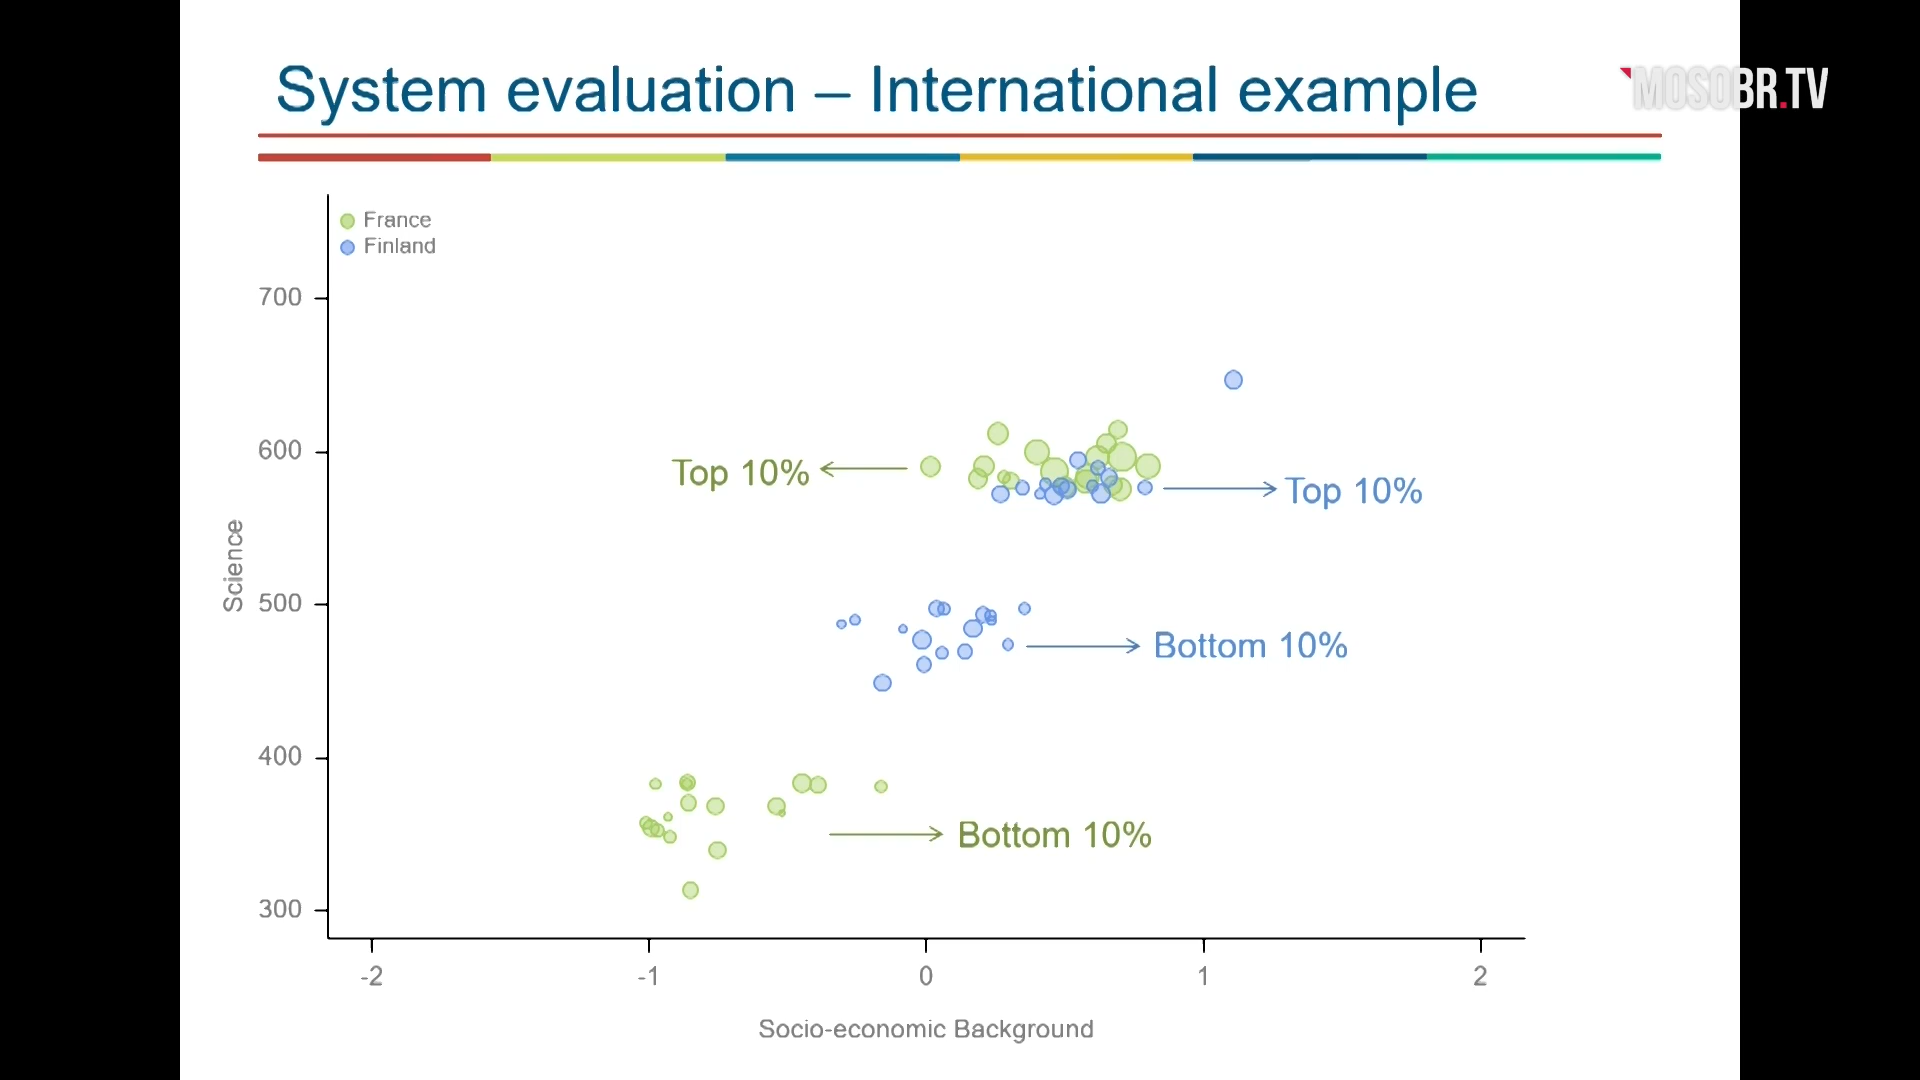 System evaluation – International example
MOSOBR.TV
France
Finland
700
600
500
400
300
Science
Top 10%
Top 10%
Bottom 10%
Bottom 10%
-2
-1
0
1
2
Socio-economic Background